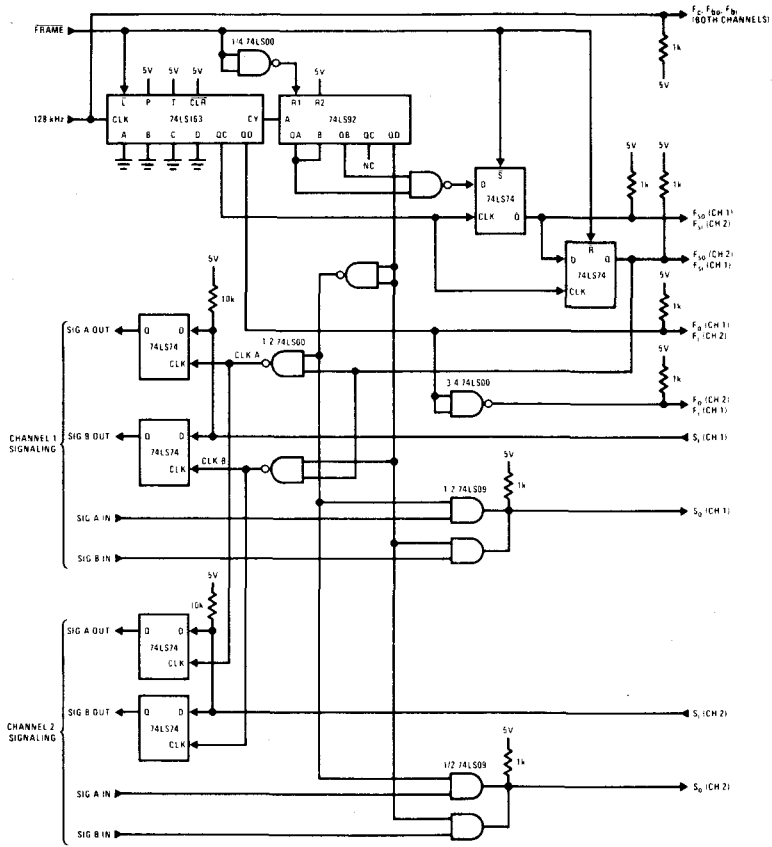 Fc, Fbo, Fbi
(BOTH CHANNELS)
1k
5V
FRAME
1/4 74LS00
5V 5V 5V
5V
L P T CLR
R1 R2
128 kHz
CLK 74LS163 CY
A 74LS92
A B C D QC QD
QA B QB QC QD
NC
S
D
74LS74
CLK Q
5V 5V
1k 1k
FSO (CH 1)
FSI (CH 2)
R
D Q
74LS74
CLK
FSO (CH 2)
FSI (CH 1)
5V
10k
5V
1k
SIG A OUT
Q D
74LS74
CLK
CLK A
1 2 74LS00
FO (CH 1)
FI (CH 2)
5V
1k
3 4 74LS00
FO (CH 2)
FI (CH 1)
CHANNEL 1
SIGNALING
SIG B OUT
Q D
74LS74
CLK
CLK B
SI (CH 1)
5V
1k
1 2 74LS09
SO (CH 1)
SIG A IN
SIG B IN
5V
10k
SIG A OUT
Q D
74LS74
CLK
CHANNEL 2
SIGNALING
SIG B OUT
Q D
74LS74
CLK
SI (CH 2)
5V
1k
1/2 74LS09
SO (CH 2)
SIG A IN
SIG B IN